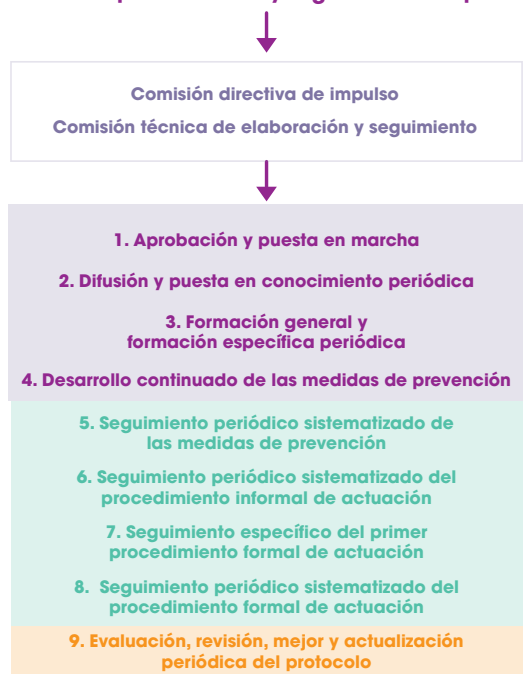 Comisión directiva de impulso
Comisión técnica de elaboración y seguimiento
1. Aprobación y puesta en marcha
2. Difusión y puesta en conocimiento periódica
3. Formación general y
formación específica periódica
4. Desarrollo continuado de las medidas de prevención
5. Seguimiento periódico sistematizado de
las medidas de prevención
6. Seguimiento periódico sistematizado del
procedimiento informal de actuación
7. Seguimiento específico del primer
procedimiento formal de actuación
8. Seguimiento periódico sistematizado del
procedimiento formal de actuación
9. Evaluación, revisión, mejor y actualización
periódica del protocolo